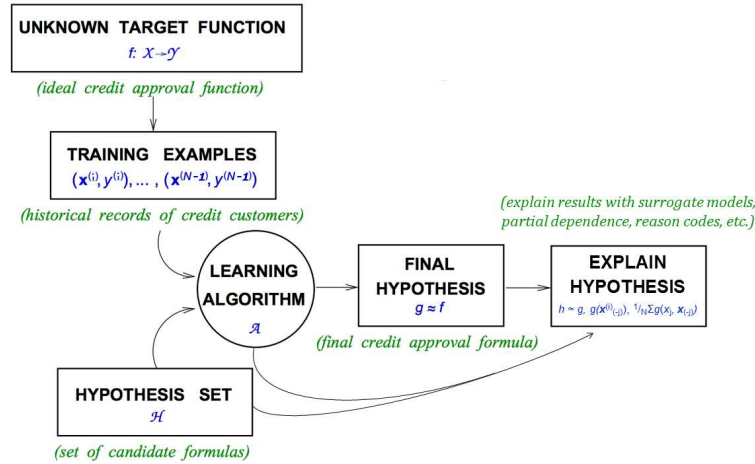 UNKNOWN TARGET FUNCTION
f: 𝒳→𝒴
(ideal credit approval function)
TRAINING EXAMPLES
(x⁽ⁱ⁾, y⁽ⁱ⁾), ... , (x⁽ᴺ⁻¹⁾, y⁽ᴺ⁻¹⁾)
(historical records of credit customers)
(explain results with surrogate models,
partial dependence, reason codes, etc.)
LEARNING
ALGORITHM
𝒜
FINAL
HYPOTHESIS
g ≈ f
(final credit approval formula)
EXPLAIN
HYPOTHESIS
h ≈ g, g(x⁽ⁱ⁾₍₋ⱼ₎), ¹/ₙΣg(xⱼ, x₍₋ⱼ₎)
HYPOTHESIS SET
ℋ
(set of candidate formulas)